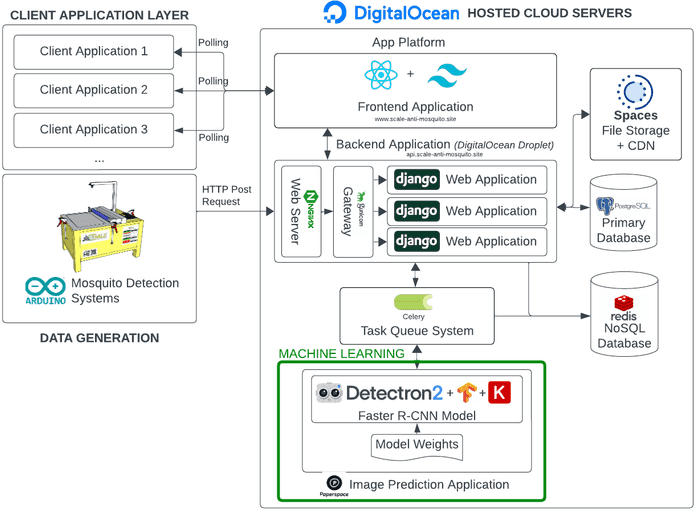 CLIENT APPLICATION LAYER
Client Application 1
Client Application 2
Client Application 3
...
Polling
Polling
Polling
HTTP Post
Request
ARDUINO
Mosquito Detection
Systems
DATA GENERATION
DigitalOcean HOSTED CLOUD SERVERS
App Platform
+
Frontend Application
www.scale-anti-mosquito.site
Backend Application (DigitalOcean Droplet)
api.scale-anti-mosquito.site
Web Server
NGINX
Gateway
gunicorn
django Web Application
django Web Application
django Web Application
Spaces
File Storage
+ CDN
PostgreSQL
Primary
Database
redis
NoSQL
Database
Celery
Task Queue System
MACHINE LEARNING
Detectron2 + + K
Faster R-CNN Model
Model Weights
Paperspace
Image Prediction Application